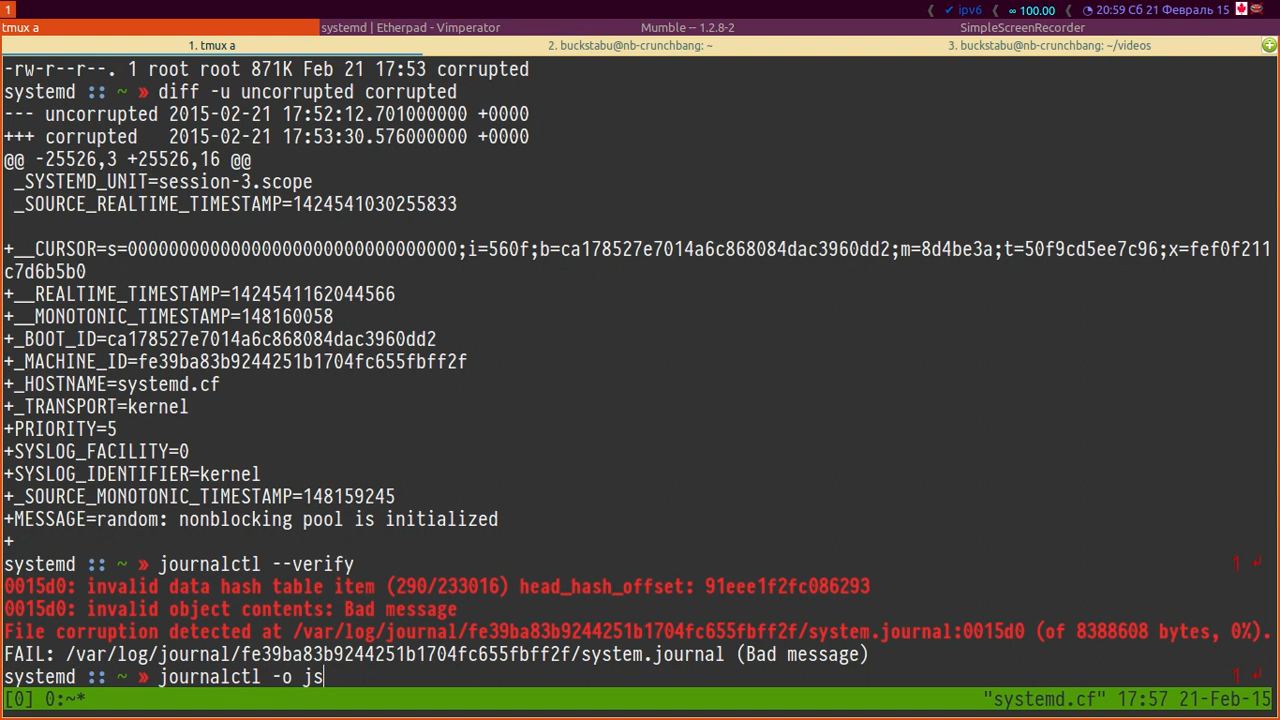 1 ipv6 ∞ 100.00 20:59 Сб 21 Февраль 15
tmux a systemd | Etherpad - Vimperator Mumble -- 1.2.8-2 SimpleScreenRecorder
1. tmux a 2. buckstabu@nb-crunchbang: ~ 3. buckstabu@nb-crunchbang: ~/videos
-rw-r--r--. 1 root root 871K Feb 21 17:53 corrupted
systemd :: ~ » diff -u uncorrupted corrupted
--- uncorrupted 2015-02-21 17:52:12.701000000 +0000
+++ corrupted   2015-02-21 17:53:30.576000000 +0000
@@ -25526,3 +25526,16 @@
 _SYSTEMD_UNIT=session-3.scope
 _SOURCE_REALTIME_TIMESTAMP=1424541030255833
+__CURSOR=s=00000000000000000000000000000000;i=560f;b=ca178527e7014a6c868084dac3960dd2;m=8d4be3a;t=50f9cd5ee7c96;x=fef0f211
c7d6b5b0
+__REALTIME_TIMESTAMP=1424541162044566
+__MONOTONIC_TIMESTAMP=148160058
+_BOOT_ID=ca178527e7014a6c868084dac3960dd2
+_MACHINE_ID=fe39ba83b9244251b1704fc655fbff2f
+_HOSTNAME=systemd.cf
+_TRANSPORT=kernel
+PRIORITY=5
+SYSLOG_FACILITY=0
+SYSLOG_IDENTIFIER=kernel
+_SOURCE_MONOTONIC_TIMESTAMP=148159245
+MESSAGE=random: nonblocking pool is initialized
+
systemd :: ~ » journalctl --verify 1 ↵
0015d0: invalid data hash table item (290/233016) head_hash_offset: 91eee1f2fc086293
0015d0: invalid object contents: Bad message
File corruption detected at /var/log/journal/fe39ba83b9244251b1704fc655fbff2f/system.journal:0015d0 (of 8388608 bytes, 0%).
FAIL: /var/log/journal/fe39ba83b9244251b1704fc655fbff2f/system.journal (Bad message)
systemd :: ~ » journalctl -o js 1 ↵
[0] 0:~* "systemd.cf" 17:57 21-Feb-15